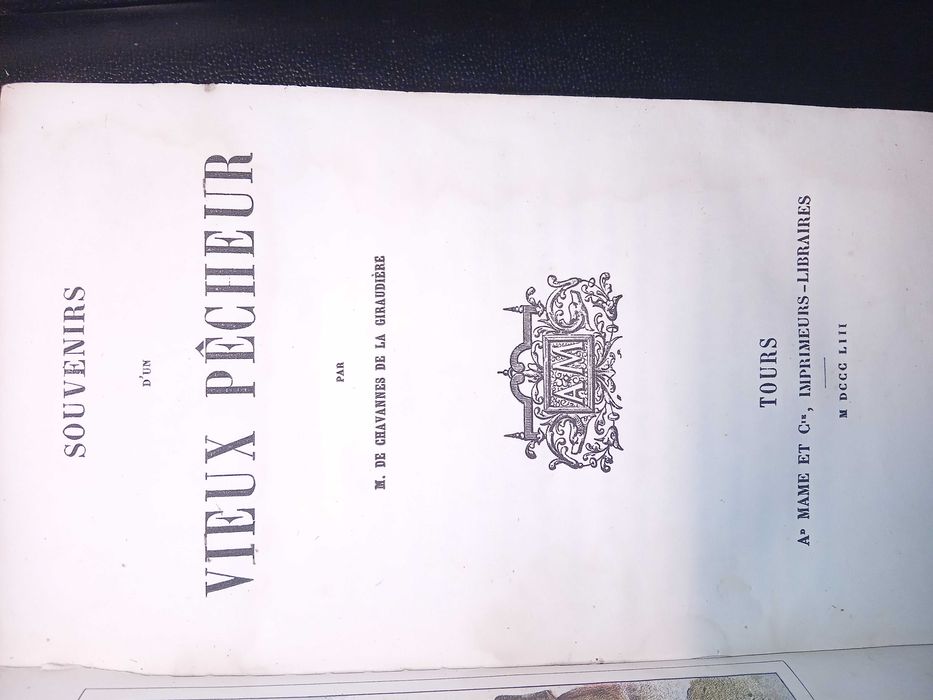 SOUVENIRS
D'UN
VIEUX PÊCHEUR
PAR
M. DE CHAVANNES DE LA GIRAUDIÈRE
AM
TOURS
Aᴅ MAME ET Cⁱᵉ, IMPRIMEURS-LIBRAIRES
M DCCC LIII